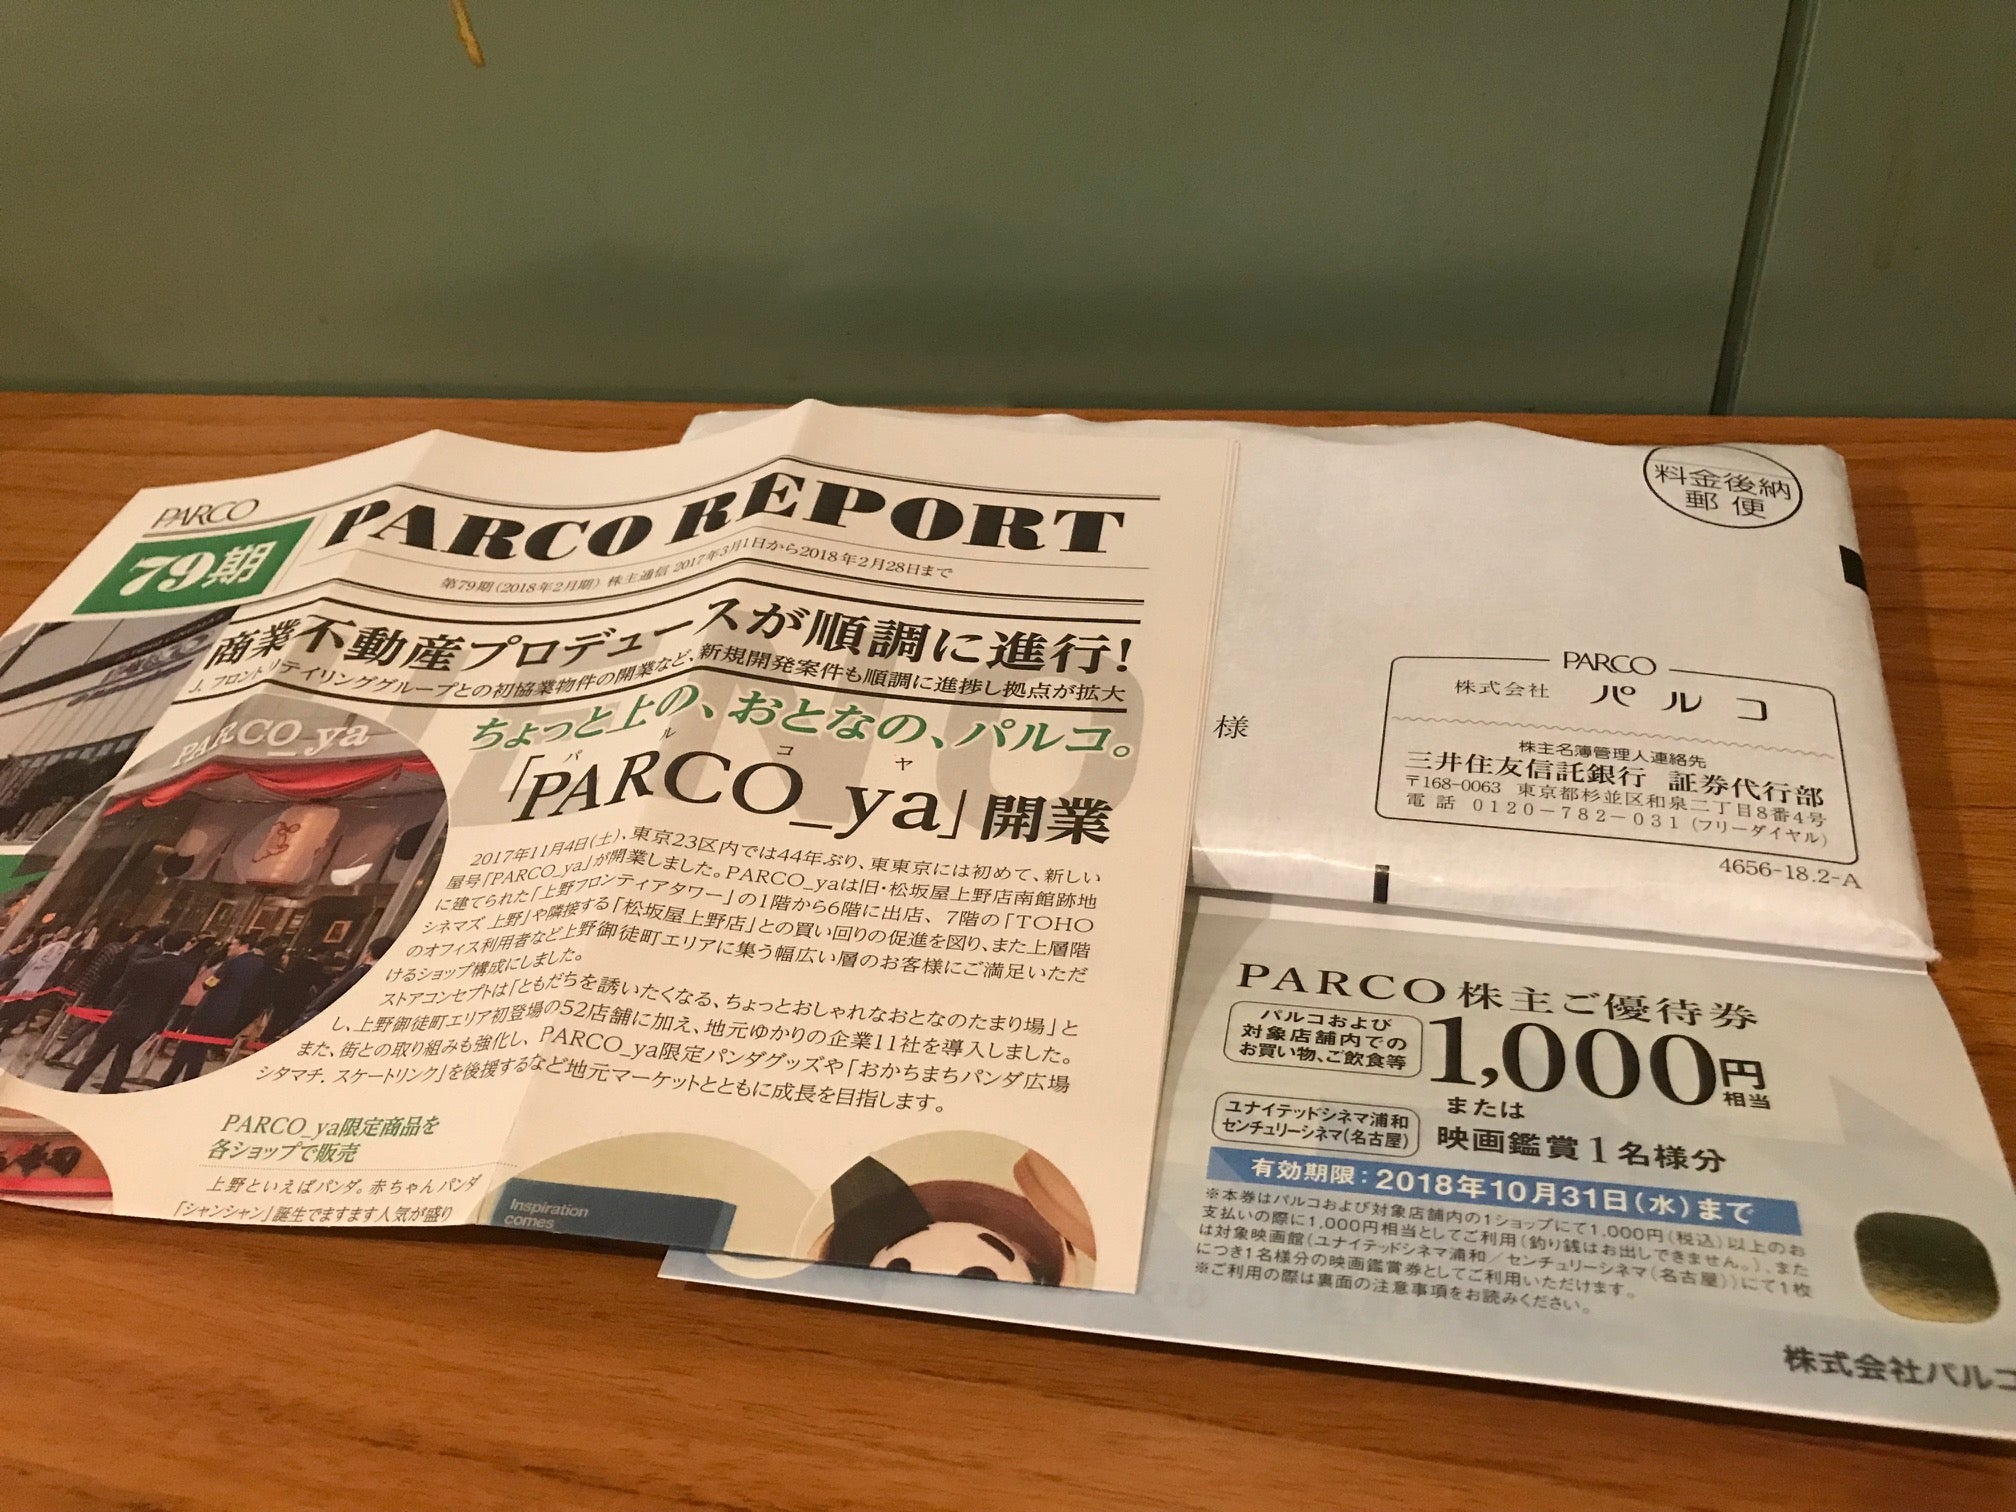 PARCO
79期
PARCO REPORT
第79期(2018年2月期) 株主通信 2017年3月1日から2018年2月28日まで
商業不動産プロデュースが順調に進行!
J.フロントリテイリンググループとの初協業物件の開業など、新規開発案件も順調に進捗し拠点が拡大
ちょっと上の、おとなの、パルコ。
パルコヤ
「PARCO_ya」開業
PARCO_ya
2017年11月4日(土)、東京23区内では44年ぶり、東東京には初めて、新しい
屋号「PARCO_ya」が開業しました。PARCO_yaは旧・松坂屋上野店南館跡地
に建てられた「上野フロンティアタワー」の1階から6階に出店、7階の「TOHO
シネマズ 上野」や隣接する「松坂屋上野店」との買い回りの促進を図り、また上層階
のオフィス利用者など上野御徒町エリアに集う幅広い層のお客様にご満足いただ
けるショップ構成にしました。
ストアコンセプトは「ともだちを誘いたくなる、ちょっとおしゃれなおとなのたまり場」と
し、上野御徒町エリア初登場の52店舗に加え、地元ゆかりの企業11社を導入しました。
また、街との取り組みも強化し、PARCO_ya限定パンダグッズや「おかちまちパンダ広場
シタマチ.スケートリンク」を後援するなど地元マーケットとともに成長を目指します。
PARCO_ya限定商品を
各ショップで販売
上野といえばパンダ。赤ちゃんパンダ
「シャンシャン」誕生でますます人気が盛り
Inspiration
comes
料金後納
郵便
様
PARCO
株式会社 パルコ
株主名簿管理人連絡先
三井住友信託銀行 証券代行部
〒168-0063 東京都杉並区和泉二丁目8番4号
電話 0120-782-031(フリーダイヤル)
4656-18.2-A
PARCO株主ご優待券
パルコおよび
対象店舗内での
お買い物、ご飲食等
1,000円相当
または
ユナイテッドシネマ浦和
センチュリーシネマ(名古屋)
映画鑑賞1名様分
有効期限:2018年10月31日(水)まで
※本券はパルコおよび対象店舗内の1ショップにて1,000円(税込)以上のお
支払いの際に1,000円相当としてご利用(釣り銭はお出しできません。)、また
は対象映画館(ユナイテッドシネマ浦和/センチュリーシネマ(名古屋))にて1枚
につき1名様分の映画鑑賞券としてご利用いただけます。
※ご利用の際は裏面の注意事項をお読みください。
株式会社パルコ